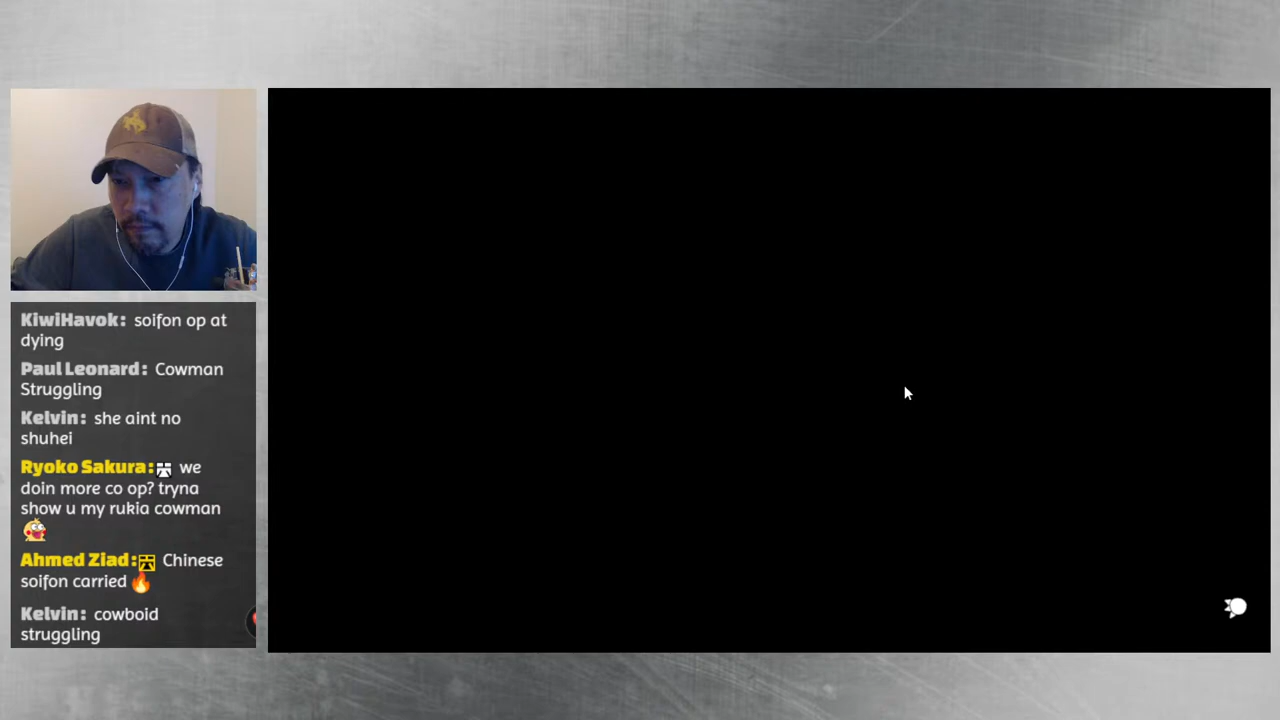 KiwiHavok: soifon op at
dying
Paul Leonard: Cowman
Struggling
Kelvin: she aint no
shuhei
Ryoko Sakura: we
doin more co op? tryna
show u my rukia cowman
Ahmed Ziad: Chinese
soifon carried
Kelvin: cowboid
struggling